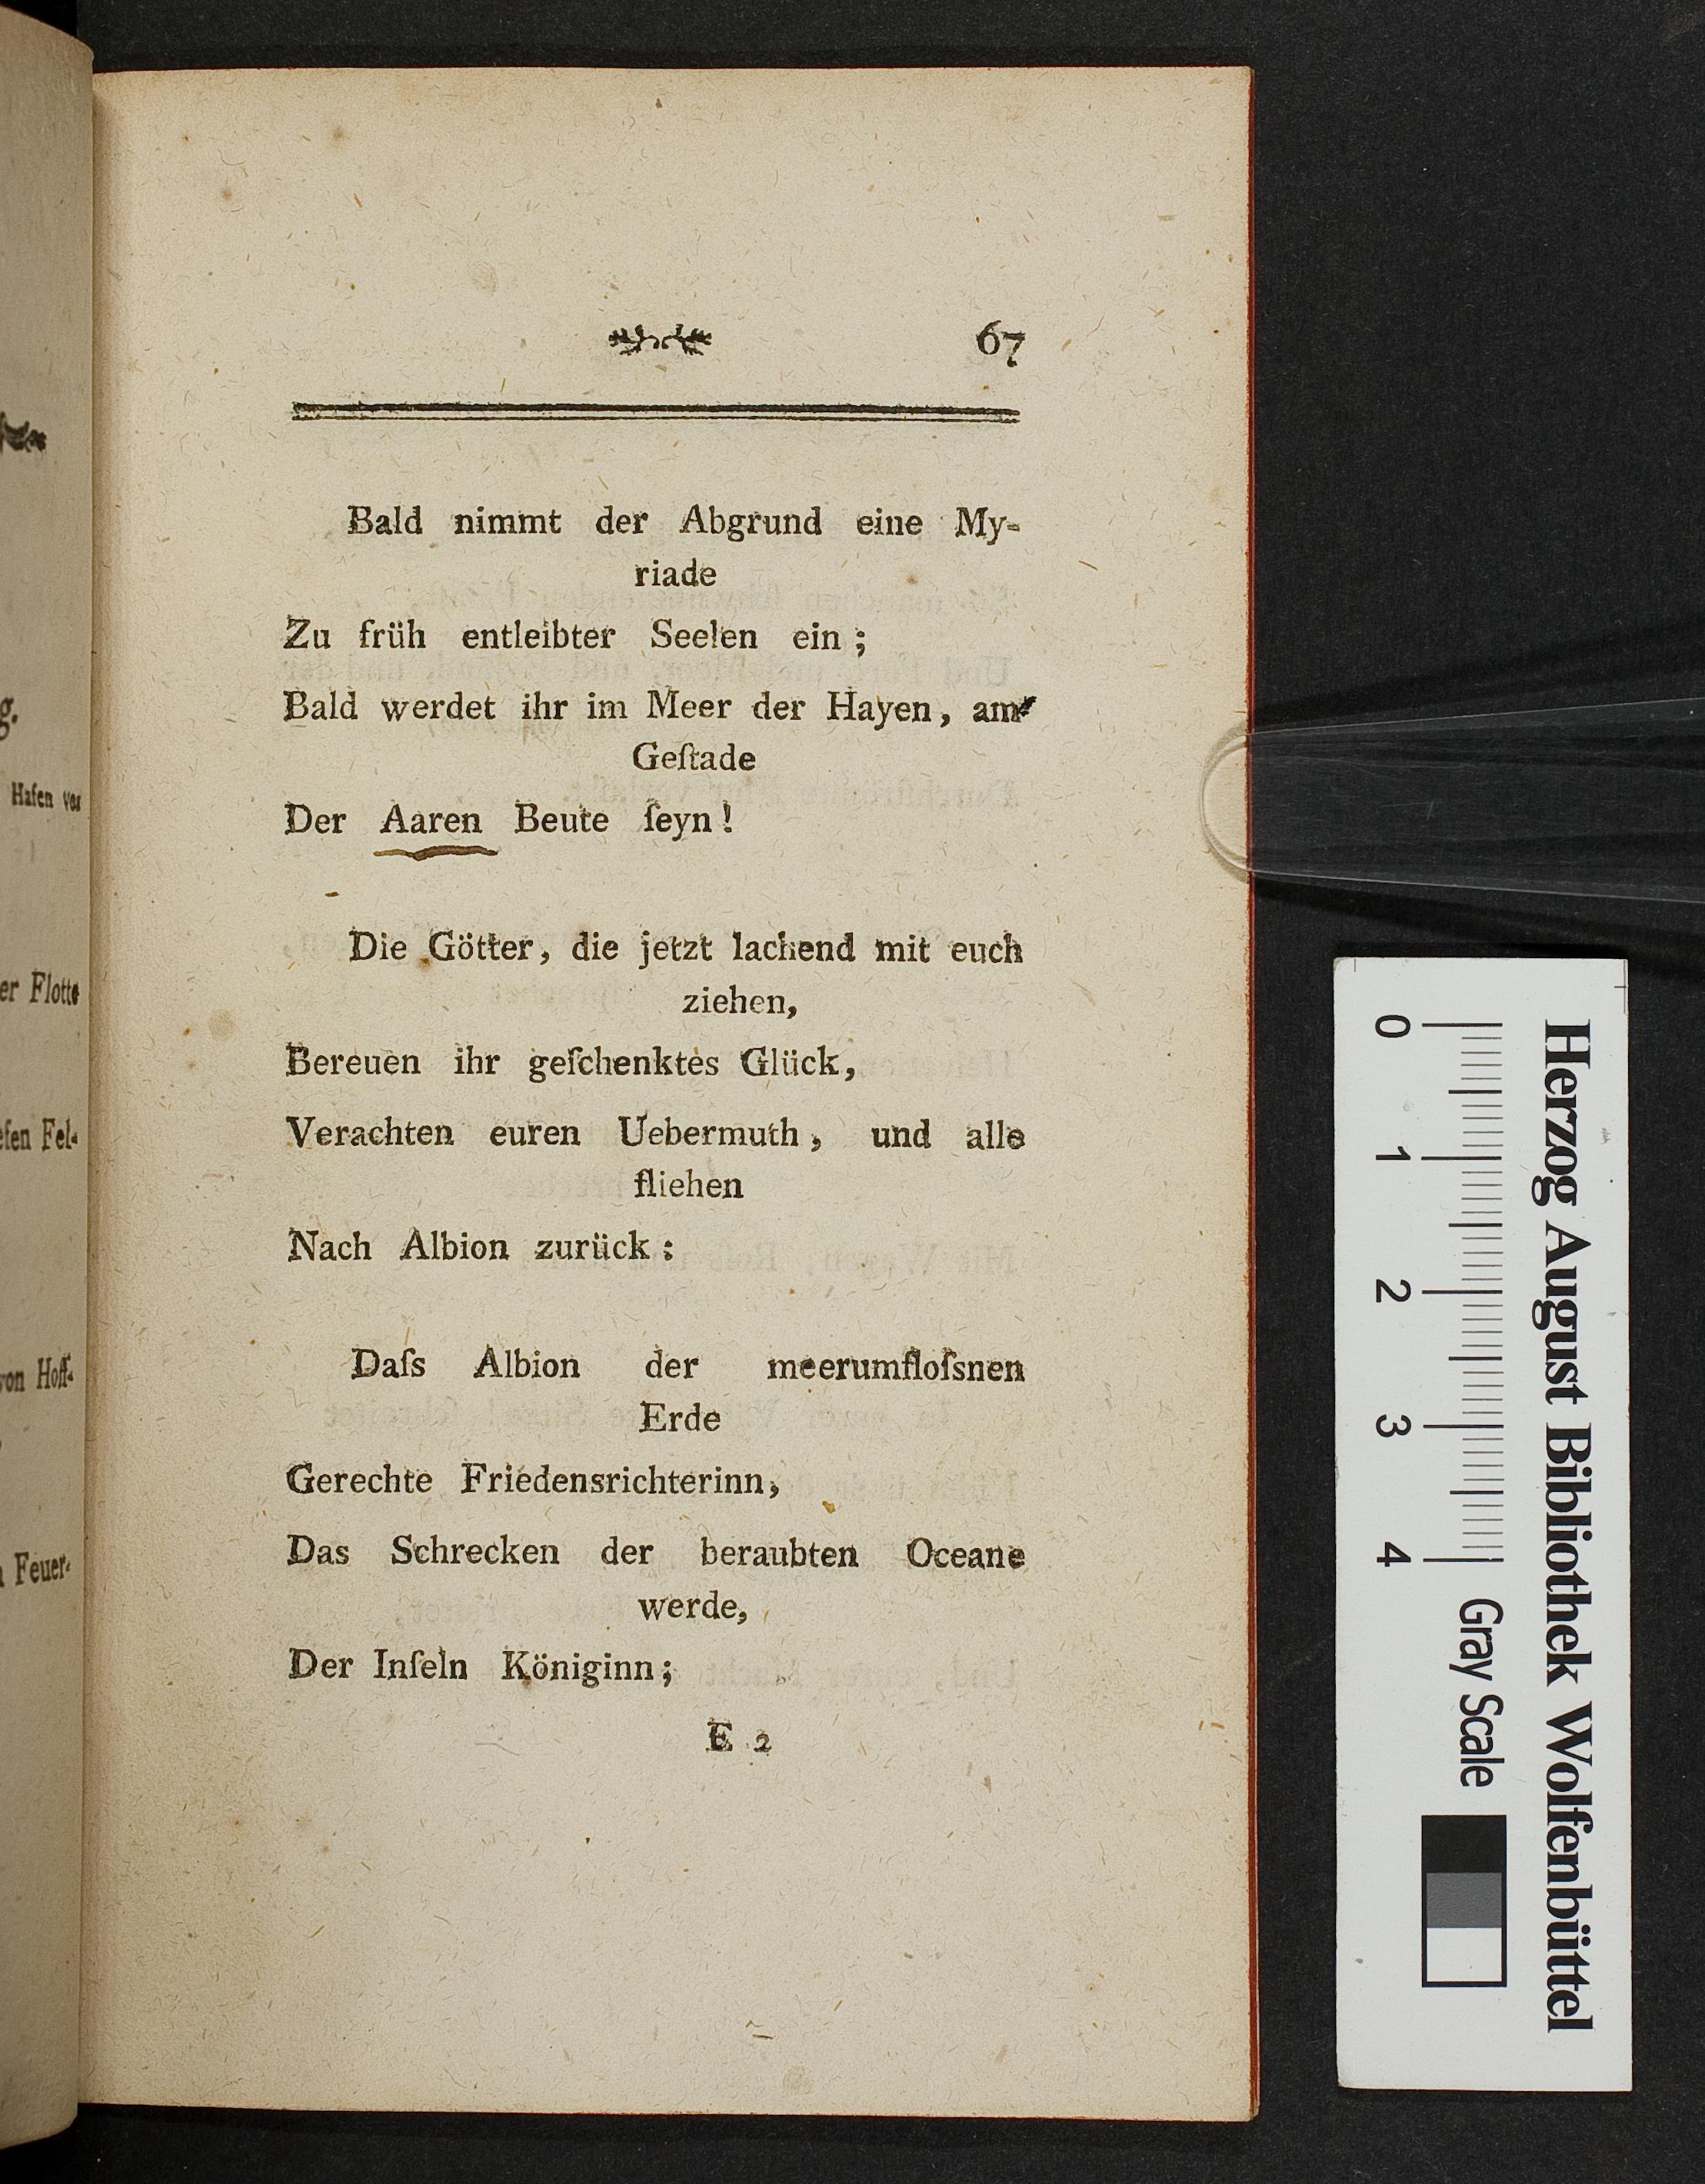 67
Bald nimmt der Abgrund eine My-
riade
Zu früh entleibter Seelen ein;
Bald werdet ihr im Meer der Hayen, am
Geſtade
Der Aaren Beute ſeyn!
Die Götter, die jetzt lachend mit euch
ziehen,
Bereuen ihr geſchenktes Glück,
Verachten euren Uebermuth, und alle
fliehen
Nach Albion zurück:
Daſs Albion der meerumfloſsnen
Erde
Gerechte Friedensrichterinn,
Das Schrecken der beraubten Oceane
werde,
Der Inſeln Königinn;
E 2
g.
Hafen vor
er Flotte
efen Fel-
von Hoff-
Feuer-
Herzog August Bibliothek Wolfenbüttel
0 1 2 3 4 Gray Scale